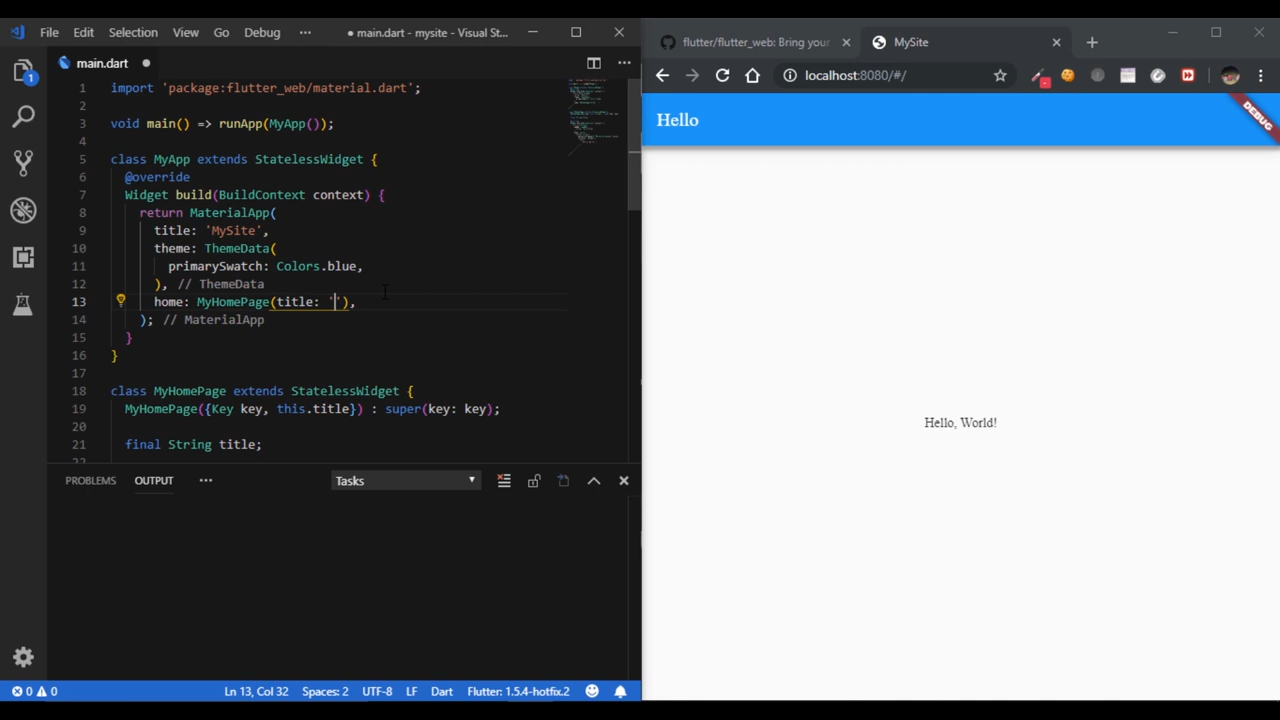 File Edit Selection View Go Debug ··· ● main.dart - mysite - Visual St...
main.dart ●
1 import 'package:flutter_web/material.dart';
2
3 void main() => runApp(MyApp());
4
5 class MyApp extends StatelessWidget {
6 @override
7 Widget build(BuildContext context) {
8 return MaterialApp(
9 title: 'MySite',
10 theme: ThemeData(
11 primarySwatch: Colors.blue,
12 ), // ThemeData
13 home: MyHomePage(title: ''),
14 ); // MaterialApp
15 }
16 }
17
18 class MyHomePage extends StatelessWidget {
19 MyHomePage({Key key, this.title}) : super(key: key);
20
21 final String title;
22
1
PROBLEMS OUTPUT ··· Tasks
0 0 Ln 13, Col 32 Spaces: 2 UTF-8 LF Dart Flutter: 1.5.4-hotfix.2
flutter/flutter_web: Bring your MySite
localhost:8080/#/
Hello
DEBUG
Hello, World!